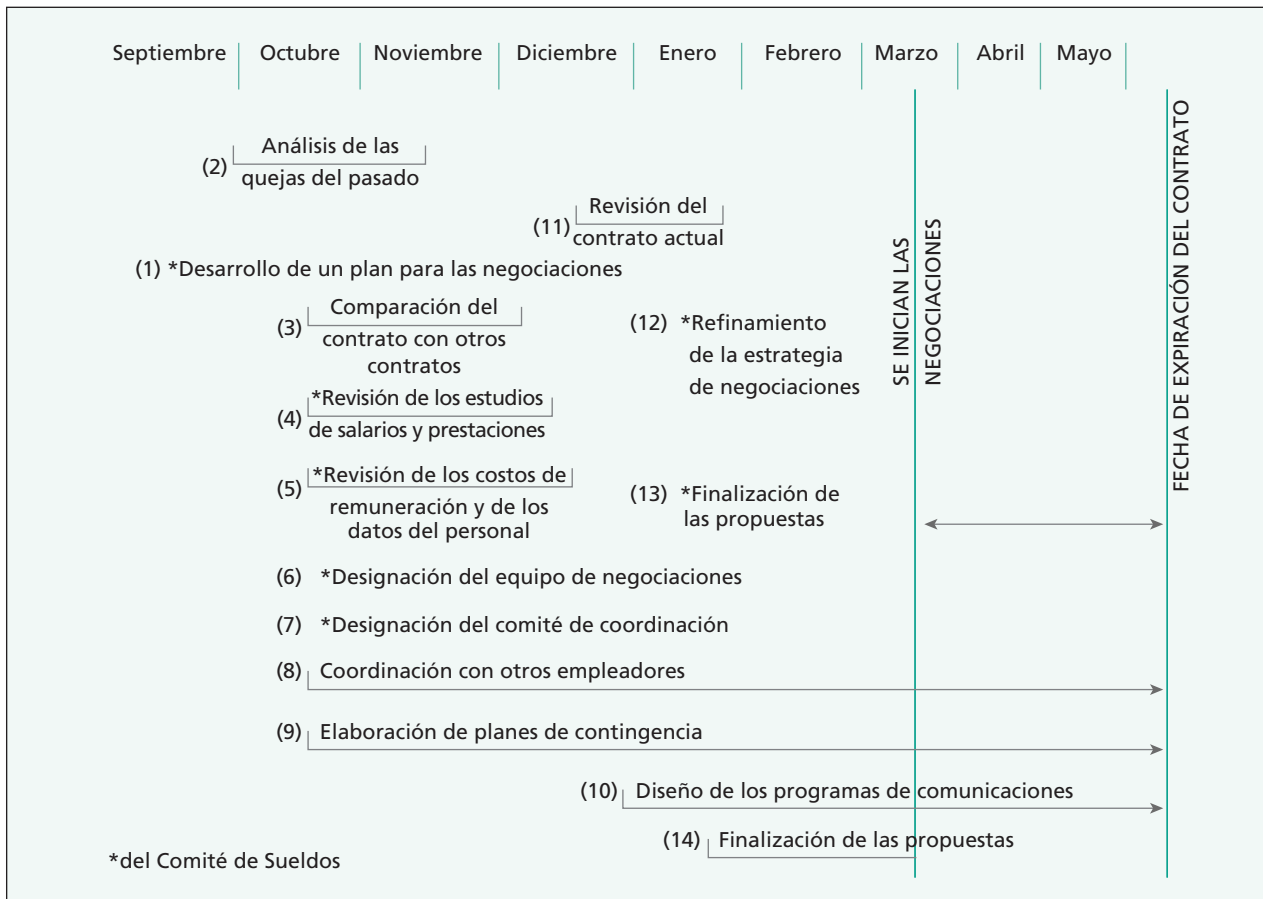 Septiembre Octubre Noviembre Diciembre Enero Febrero Marzo Abril Mayo
(2) Análisis de las
quejas del pasado
(11) Revisión del
contrato actual
(1) *Desarrollo de un plan para las negociaciones
(3) Comparación del
contrato con otros
contratos
(12) *Refinamiento
de la estrategia
de negociaciones
(4) *Revisión de los estudios
de salarios y prestaciones
(5) *Revisión de los costos de
remuneración y de los
datos del personal
(13) *Finalización de
las propuestas
(6) *Designación del equipo de negociaciones
(7) *Designación del comité de coordinación
(8) Coordinación con otros empleadores
(9) Elaboración de planes de contingencia
(10) Diseño de los programas de comunicaciones
(14) Finalización de las propuestas
*del Comité de Sueldos
SE INICIAN LAS
NEGOCIACIONES
FECHA DE EXPIRACIÓN DEL CONTRATO